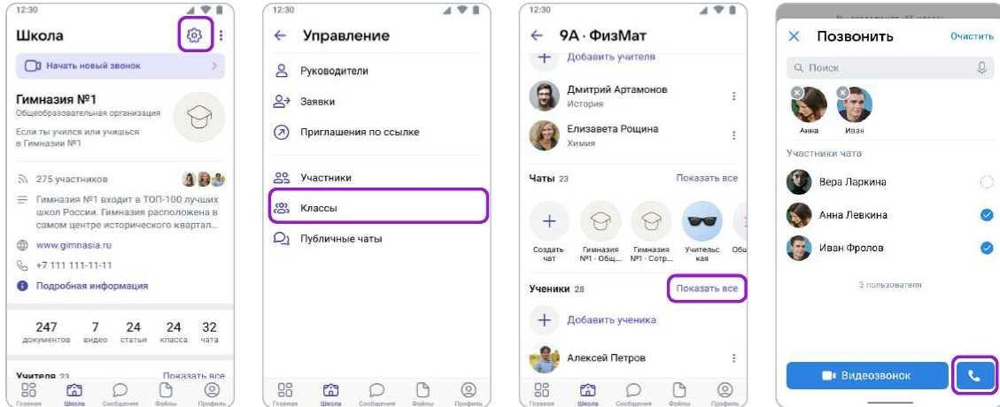 12:30
Школа
Начать новый звонок
Гимназия №1
Общеобразовательная организация
Если ты учился или учишься
в Гимназии №1
275 участников
Гимназия №1 входит в ТОП-100 лучших
школ России. Гимназия расположена в
самом центре исторического квартал...
www.gimnasia.ru
+7 111 111-11-11
Подробная информация
247 7 24 24 32
документов видео статьи класса чата
Учителя 23 Показать все
Главная Школа Сообщения Файлы Профиль
12:30
Управление
Руководители
Заявки
Приглашения по ссылке
Участники
Классы
Публичные чаты
Главная Школа Сообщения Файлы Профиль
12:30
9А · ФизМат
Добавить учителя
Дмитрий Артамонов
История
Елизавета Рощина
Химия
Чаты 23 Показать все
Создать чат
Гимназия №1 · Общ...
Гимназия №1 · Сотр...
Учительс кая
Общ
Ученики 28 Показать все
Добавить ученика
Алексей Петров
Главная Школа Сообщения Файлы Профиль
Позвонить Очистить
Поиск
Анна Иван
Участники чата
Вера Ларкина
Анна Левкина
Иван Фролов
3 пользователя
Видеозвонок